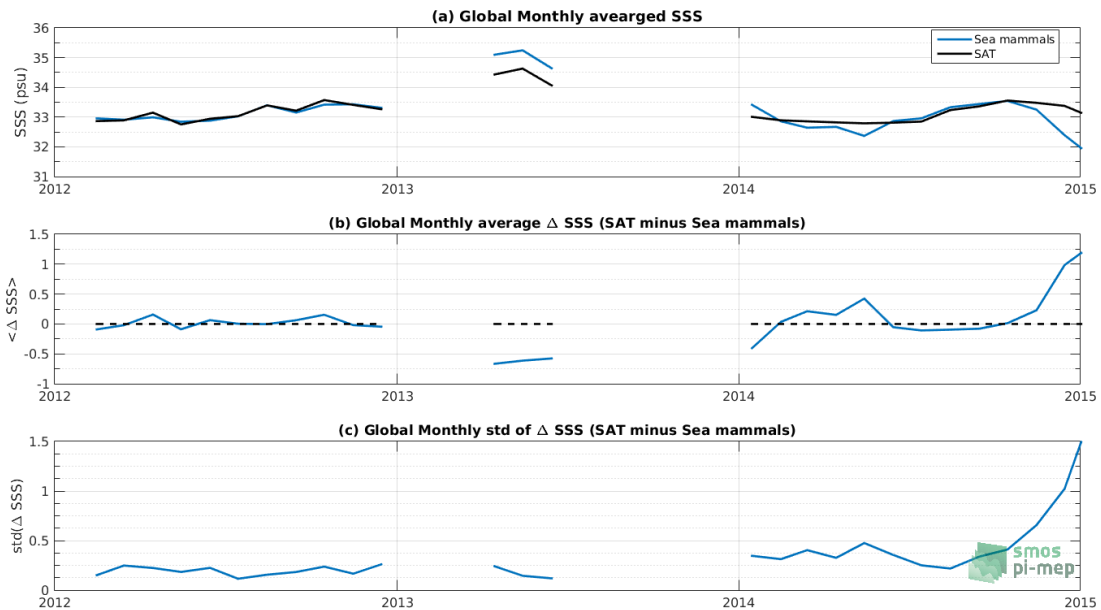 (a) Global Monthly avearged SSS
36
35
34
33
32
31
SSS (psu)
Sea mammals
SAT
2012
2013
2014
2015
(b) Global Monthly average Δ SSS (SAT minus Sea mammals)
1.5
1
0.5
0
-0.5
-1
<Δ SSS>
2012
2013
2014
2015
(c) Global Monthly std of Δ SSS (SAT minus Sea mammals)
1.5
1
0.5
0
std(Δ SSS)
2012
2013
2014
2015
smos
pi-mep